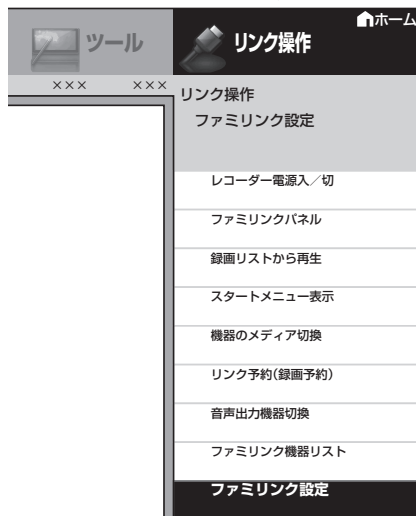 ホーム
ツール
リンク操作
××× ×××
リンク操作
ファミリンク設定
レコーダー電源入／切
ファミリンクパネル
録画リストから再生
スタートメニュー表示
機器のメディア切換
リンク予約(録画予約)
音声出力機器切換
ファミリンク機器リスト
ファミリンク設定